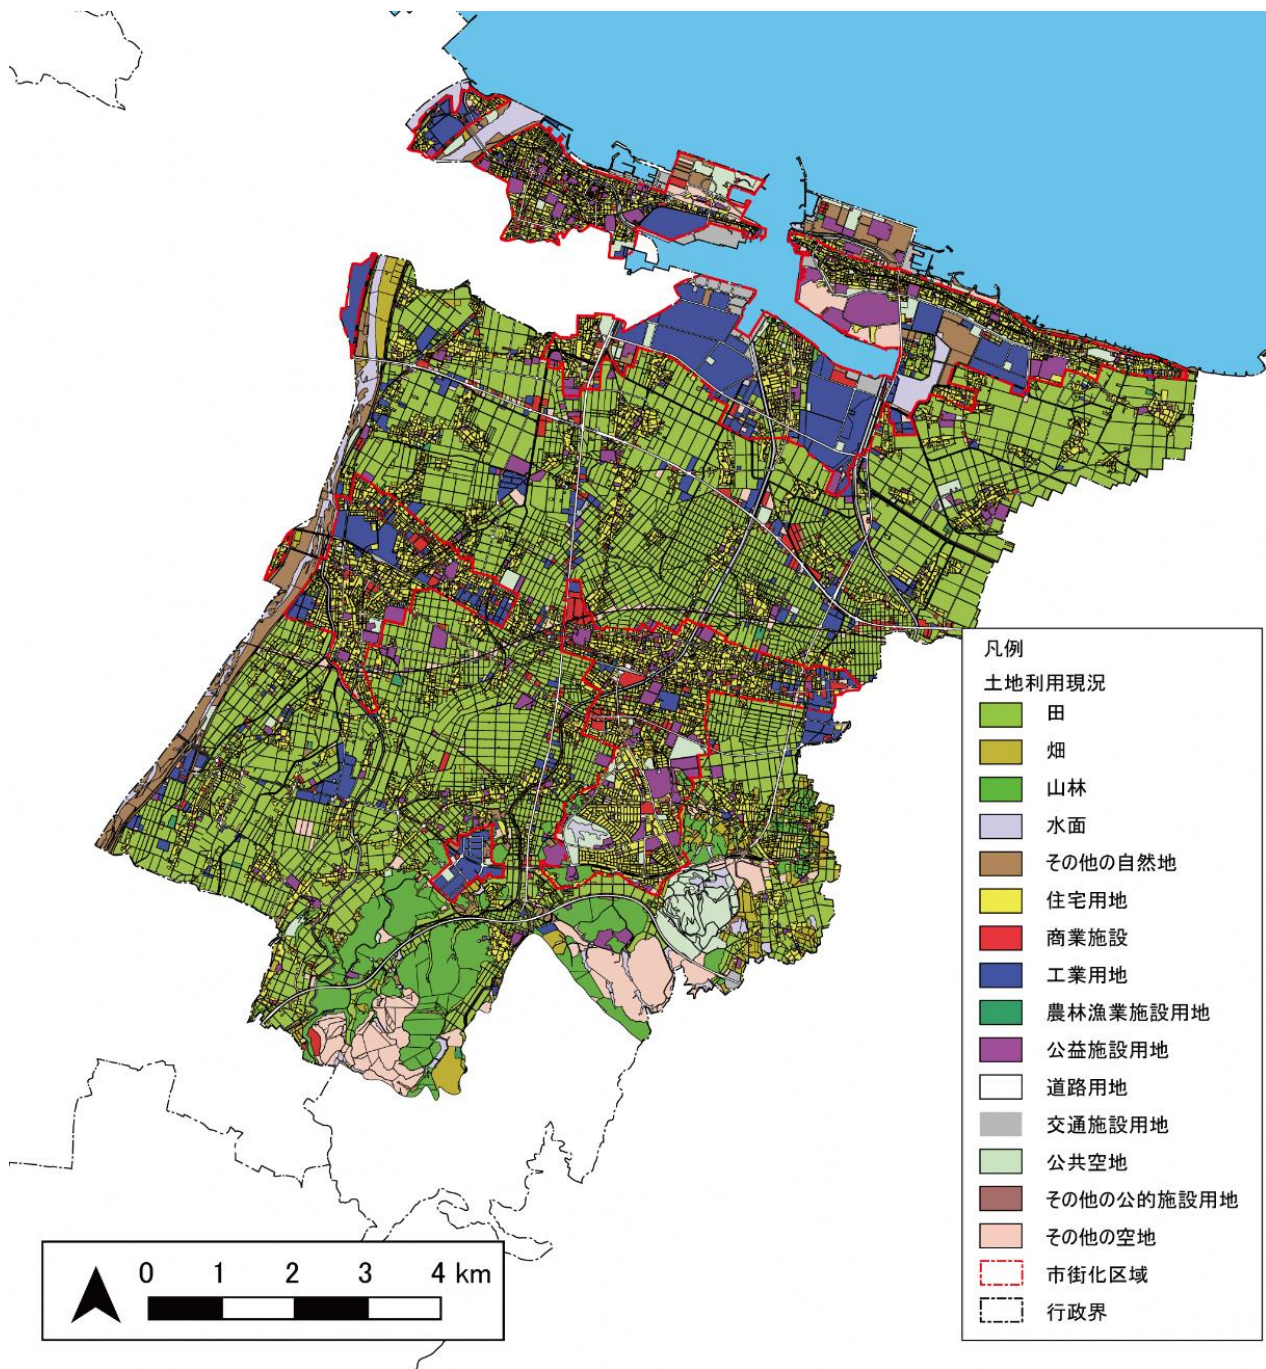 凡例
土地利用現況
田
畑
山林
水面
その他の自然地
住宅用地
商業施設
工業用地
農林漁業施設用地
公益施設用地
道路用地
交通施設用地
公共空地
その他の公的施設用地
その他の空地
市街化区域
行政界
0 1 2 3 4 km